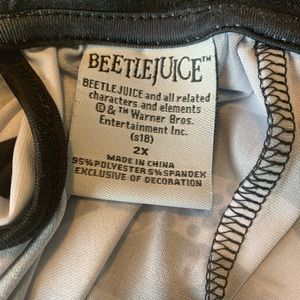 BEETLEJUICE™
BEETLEJUICE and all related
characters and elements
© & ™ Warner Bros.
Entertainment Inc.
(s18)
2X
MADE IN CHINA
95%POLYESTER 5%SPANDEX
EXCLUSIVE OF DECORATION